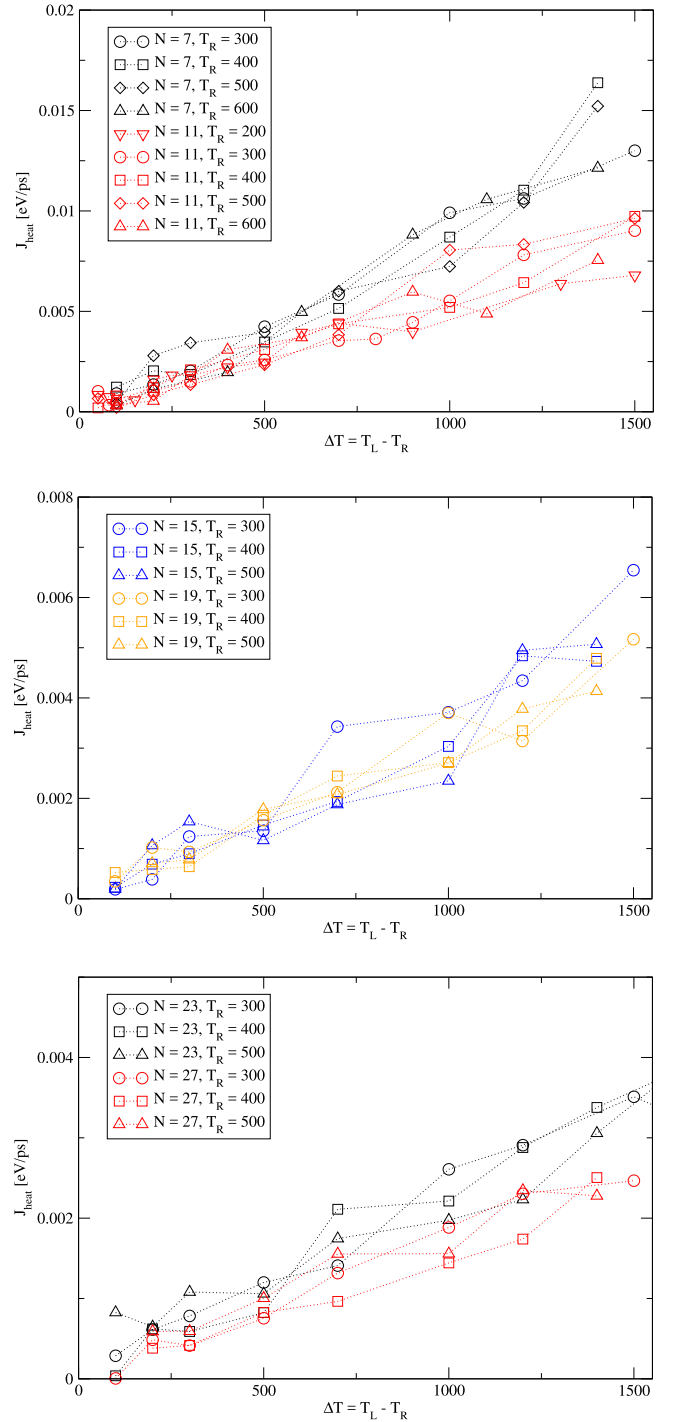 0.02
0.015
0.01
0.005
0
J_heat [eV/ps]
N = 7, T_R = 300
N = 7, T_R = 400
N = 7, T_R = 500
N = 7, T_R = 600
N = 11, T_R = 200
N = 11, T_R = 300
N = 11, T_R = 400
N = 11, T_R = 500
N = 11, T_R = 600
0 500 1000 1500
ΔT = T_L - T_R
0.008
0.006
0.004
0.002
0
J_heat [eV/ps]
N = 15, T_R = 300
N = 15, T_R = 400
N = 15, T_R = 500
N = 19, T_R = 300
N = 19, T_R = 400
N = 19, T_R = 500
0 500 1000 1500
ΔT = T_L - T_R
0.004
0.002
0
J_heat [eV/ps]
N = 23, T_R = 300
N = 23, T_R = 400
N = 23, T_R = 500
N = 27, T_R = 300
N = 27, T_R = 400
N = 27, T_R = 500
0 500 1000 1500
ΔT = T_L - T_R